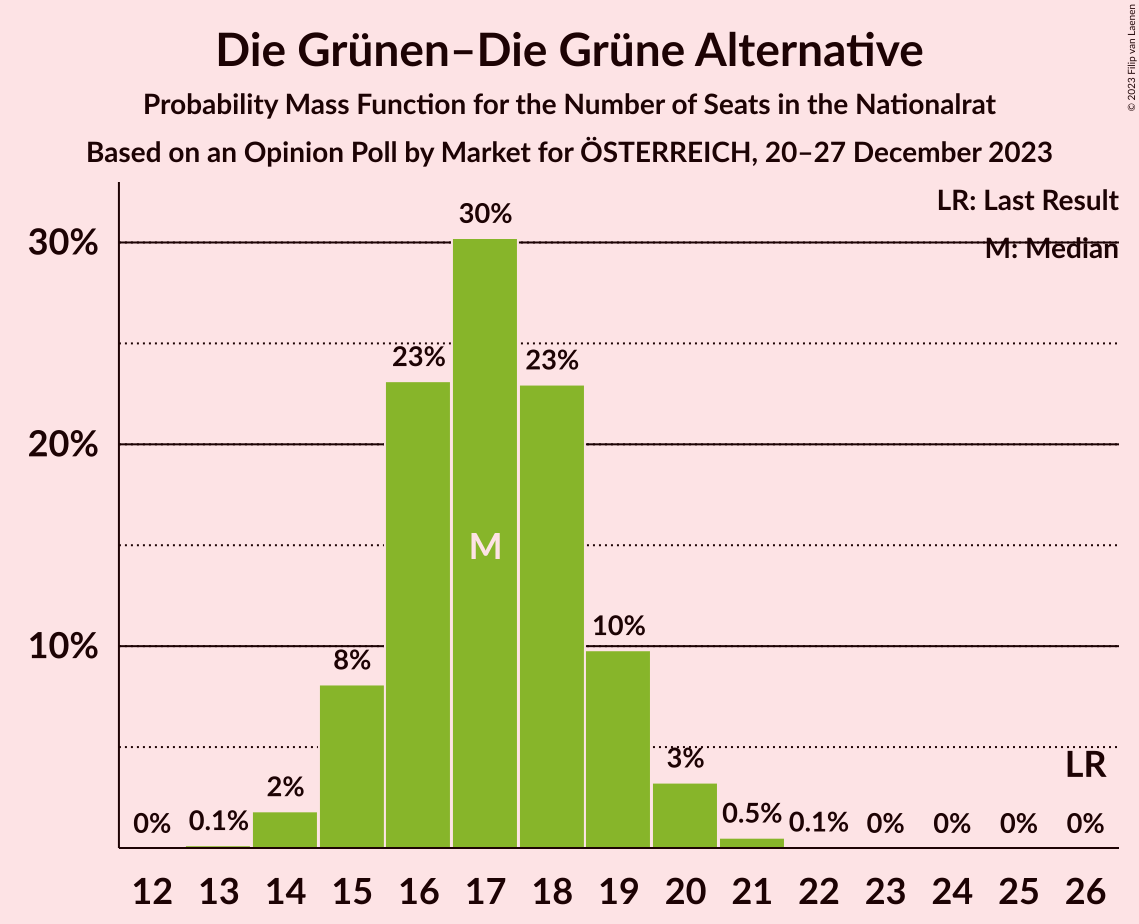 Die Grünen–Die Grüne Alternative
Probability Mass Function for the Number of Seats in the Nationalrat
Based on an Opinion Poll by Market for ÖSTERREICH, 20–27 December 2023
© 2023 Filip van Laenen
LR: Last Result
M: Median
30%
20%
10%
0%
0.1%
2%
8%
23%
30%
23%
10%
3%
0.5%
0.1%
0%
0%
0%
0%
M
LR
12 13 14 15 16 17 18 19 20 21 22 23 24 25 26